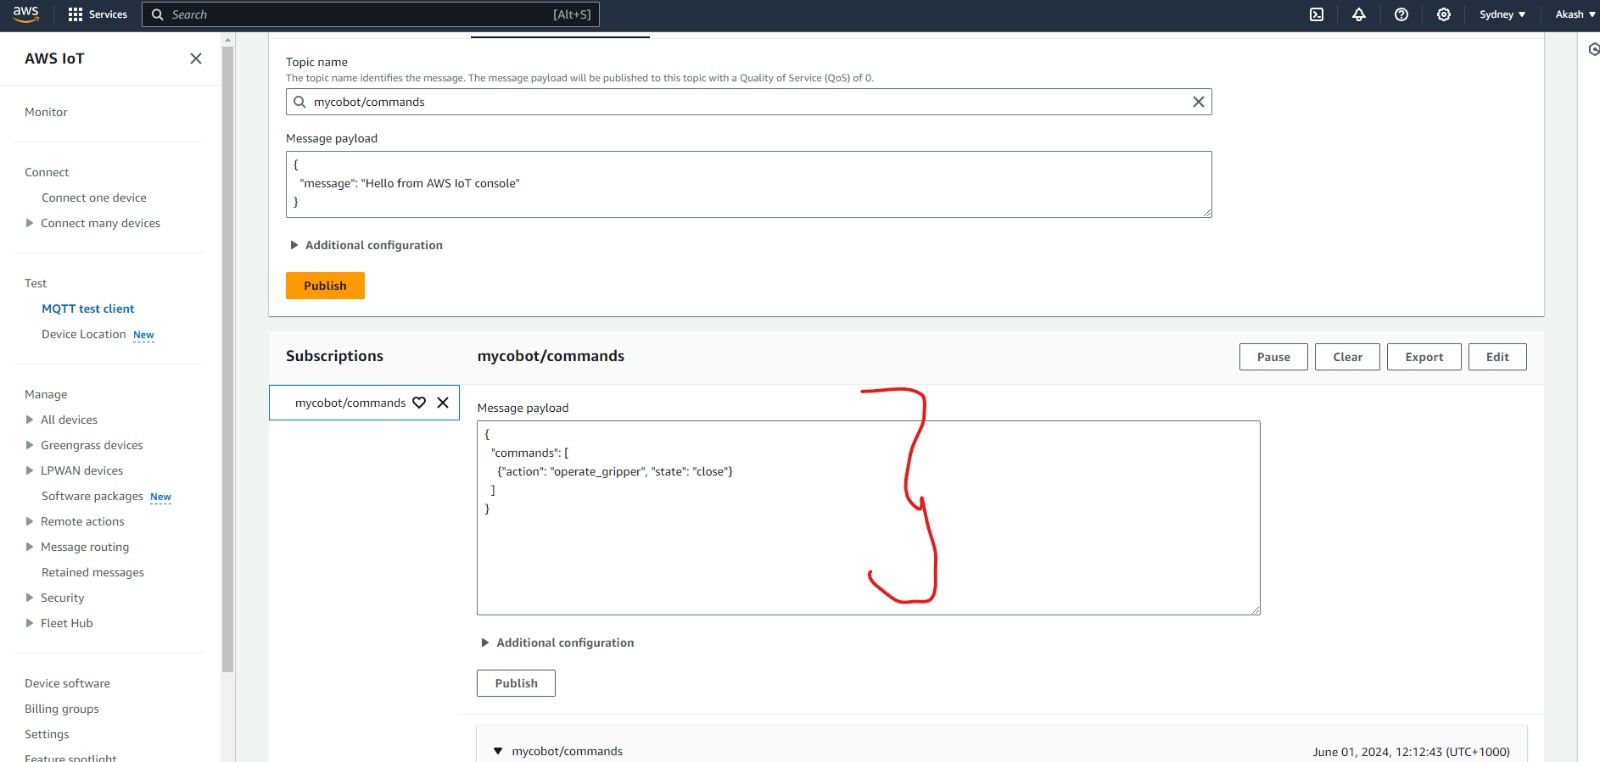 aws
Services
Search
[Alt+S]
Sydney
Akash
AWS IoT
Monitor
Connect
Connect one device
Connect many devices
Test
MQTT test client
Device Location New
Manage
All devices
Greengrass devices
LPWAN devices
Software packages New
Remote actions
Message routing
Retained messages
Security
Fleet Hub
Device software
Billing groups
Settings
Feature spotlight
Topic name
The topic name identifies the message. The message payload will be published to this topic with a Quality of Service (QoS) of 0.
mycobot/commands
Message payload
{
"message": "Hello from AWS IoT console"
}
Additional configuration
Publish
Subscriptions
mycobot/commands
Pause
Clear
Export
Edit
mycobot/commands
Message payload
{
"commands": [
{"action": "operate_gripper", "state": "close"}
]
}
Additional configuration
Publish
mycobot/commands
June 01, 2024, 12:12:43 (UTC+1000)